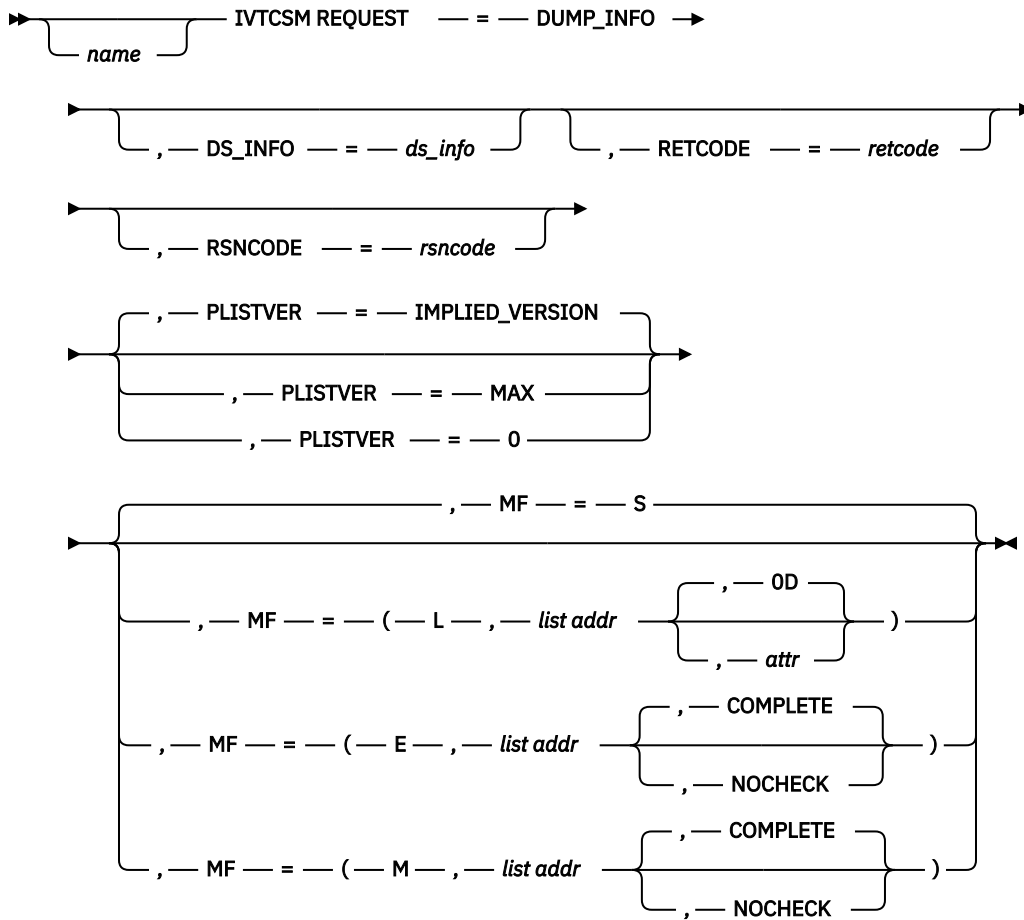 IVTCSM REQUEST = DUMP_INFO
name
, DS_INFO = ds_info , RETCODE = retcode
, RSNCODE = rsncode
, PLISTVER = IMPLIED_VERSION
, PLISTVER = MAX
, PLISTVER = 0
, MF = S
, 0D
, MF = ( L , list addr )
, attr
, COMPLETE
, MF = ( E , list addr )
, NOCHECK
, COMPLETE
, MF = ( M , list addr )
, NOCHECK